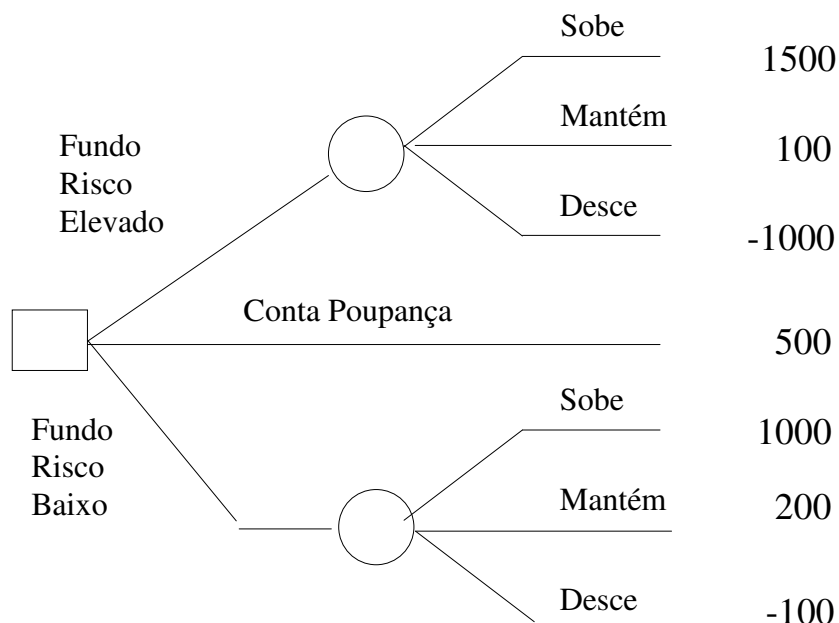 Sobe
1500
Mantém
100
Fundo
Risco
Elevado
Desce
-1000
Conta Poupança
500
Sobe
1000
Fundo
Risco
Baixo
Mantém
200
Desce
-100